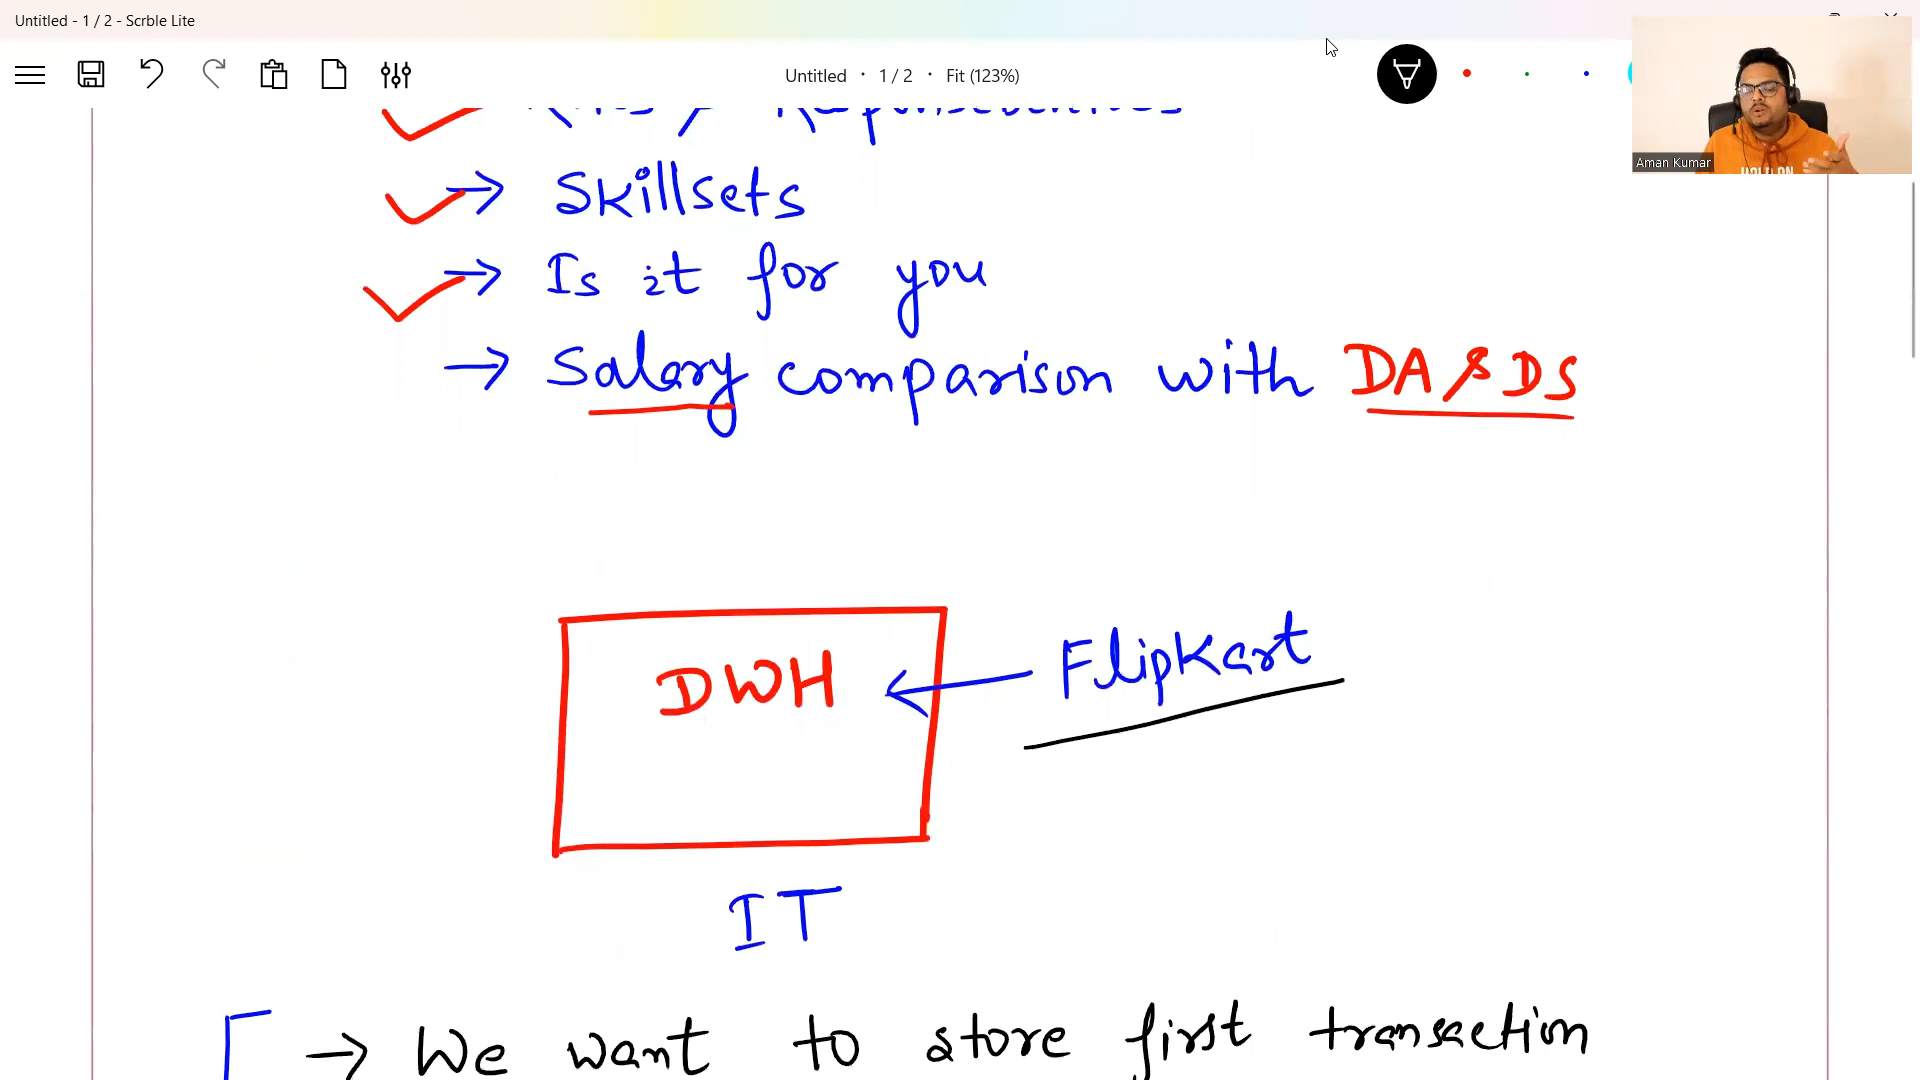 Untitled - 1 / 2 - Scrble Lite
Untitled • 1 / 2 • Fit (123%)
Aman Kumar
→ Skillsets
→ Is it for you
→ Salary comparison with DA & DS
DWH ← Flipkart
IT
→ We want to store first transaction